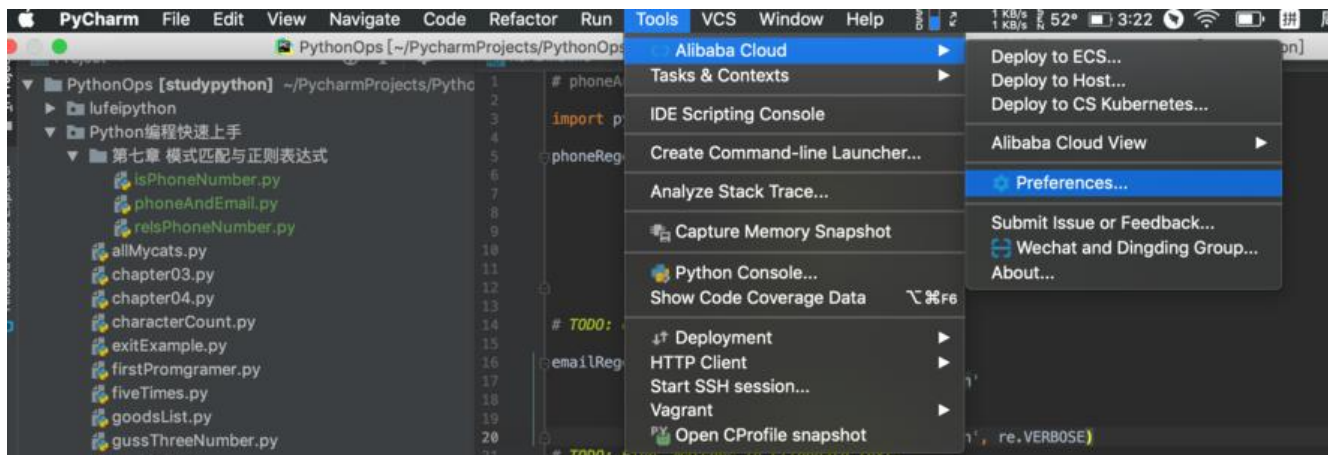 PyCharm File Edit View Navigate Code Refactor Run Tools VCS Window Help 1 KB/s 1 KB/s 52° 3:22 拼
PythonOps [~/PycharmProjects/PythonOps
PythonOps [studypython] ~/PycharmProjects/Pytho
lufeipython
Python编程快速上手
第七章 模式匹配与正则表达式
isPhoneNumber.py
phoneAndEmail.py
reIsPhoneNumber.py
allMycats.py
chapter03.py
chapter04.py
characterCount.py
exitExample.py
firstPromgramer.py
fiveTimes.py
goodsList.py
gussThreeNumber.py
1 # phoneA
2
3 import p
4
5 phoneReg
6
7
8
9
10
11
12
13
14 # TODO:
15
16 emailReg
17
18
19
20 ', re.VERBOSE)
Alibaba Cloud
Tasks & Contexts
IDE Scripting Console
Create Command-line Launcher...
Analyze Stack Trace...
Capture Memory Snapshot
Python Console...
Show Code Coverage Data ⌥⌘F6
Deployment
HTTP Client
Start SSH session...
Vagrant
Open CProfile snapshot
Deploy to ECS...
Deploy to Host...
Deploy to CS Kubernetes...
Alibaba Cloud View
Preferences...
Submit Issue or Feedback...
Wechat and Dingding Group...
About...